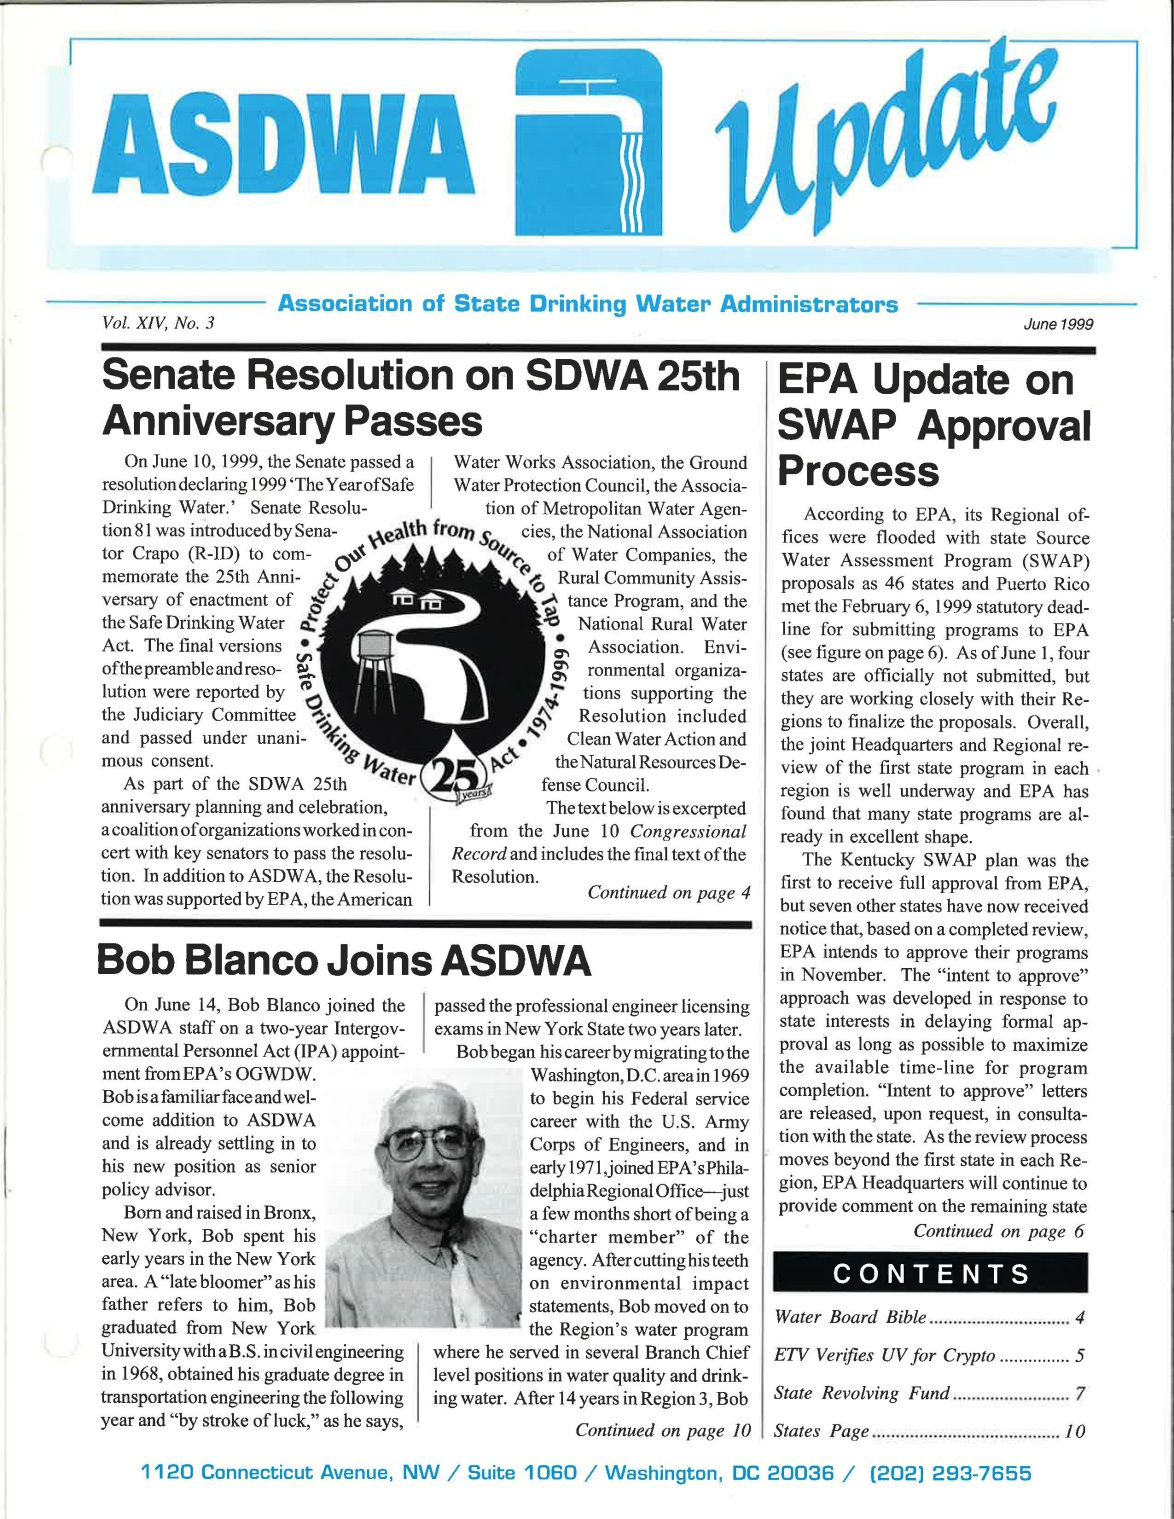 ASDWA
Update
Association of State Drinking Water Administrators
Vol. XIV, No. 3
June 1999
Senate Resolution on SDWA 25th
Anniversary Passes
On June 10, 1999, the Senate passed a
resolution declaring 1999 'The Year of Safe
Drinking Water.' Senate Resolu-
tion 81 was introduced by Sena-
tor Crapo (R-ID) to com-
memorate the 25th Anni-
versary of enactment of
the Safe Drinking Water
Act. The final versions
of the preamble and reso-
lution were reported by
the Judiciary Committee
and passed under unani-
mous consent.
As part of the SDWA 25th
anniversary planning and celebration,
a coalition of organizations worked in con-
cert with key senators to pass the resolu-
tion. In addition to ASDWA, the Resolu-
tion was supported by EPA, the American
• Protect Our Health from Source to Tap •
Safe Drinking Water Act • 1974-1999
25
years!
Water Works Association, the Ground
Water Protection Council, the Associa-
tion of Metropolitan Water Agen-
cies, the National Association
of Water Companies, the
Rural Community Assis-
tance Program, and the
National Rural Water
Association. Envi-
ronmental organiza-
tions supporting the
Resolution included
Clean Water Action and
the Natural Resources De-
fense Council.
The text below is excerpted
from the June 10 Congressional
Record and includes the final text of the
Resolution.
Continued on page 4
Bob Blanco Joins ASDWA
On June 14, Bob Blanco joined the
ASDWA staff on a two-year Intergov-
ernmental Personnel Act (IPA) appoint-
ment from EPA's OGWDW.
Bob is a familiar face and wel-
come addition to ASDWA
and is already settling in to
his new position as senior
policy advisor.
Born and raised in Bronx,
New York, Bob spent his
early years in the New York
area. A "late bloomer" as his
father refers to him, Bob
graduated from New York
University with a B.S. in civil engineering
in 1968, obtained his graduate degree in
transportation engineering the following
year and "by stroke of luck," as he says,
passed the professional engineer licensing
exams in New York State two years later.
Bob began his career by migrating to the
Washington, D.C. area in 1969
to begin his Federal service
career with the U.S. Army
Corps of Engineers, and in
early 1971, joined EPA's Phila-
delphia Regional Office—just
a few months short of being a
"charter member" of the
agency. After cutting his teeth
on environmental impact
statements, Bob moved on to
the Region's water program
where he served in several Branch Chief
level positions in water quality and drink-
ing water. After 14 years in Region 3, Bob
Continued on page 10
EPA Update on
SWAP Approval
Process
According to EPA, its Regional of-
fices were flooded with state Source
Water Assessment Program (SWAP)
proposals as 46 states and Puerto Rico
met the February 6, 1999 statutory dead-
line for submitting programs to EPA
(see figure on page 6). As of June 1, four
states are officially not submitted, but
they are working closely with their Re-
gions to finalize the proposals. Overall,
the joint Headquarters and Regional re-
view of the first state program in each
region is well underway and EPA has
found that many state programs are al-
ready in excellent shape.
The Kentucky SWAP plan was the
first to receive full approval from EPA,
but seven other states have now received
notice that, based on a completed review,
EPA intends to approve their programs
in November. The "intent to approve"
approach was developed in response to
state interests in delaying formal ap-
proval as long as possible to maximize
the available time-line for program
completion. "Intent to approve" letters
are released, upon request, in consulta-
tion with the state. As the review process
moves beyond the first state in each Re-
gion, EPA Headquarters will continue to
provide comment on the remaining state
Continued on page 6
CONTENTS
Water Board Bible.............................. 4
ETV Verifies UV for Crypto ............... 5
State Revolving Fund......................... 7
States Page........................................ 10
1120 Connecticut Avenue, NW / Suite 1060 / Washington, DC 20036 / (202) 293-7655